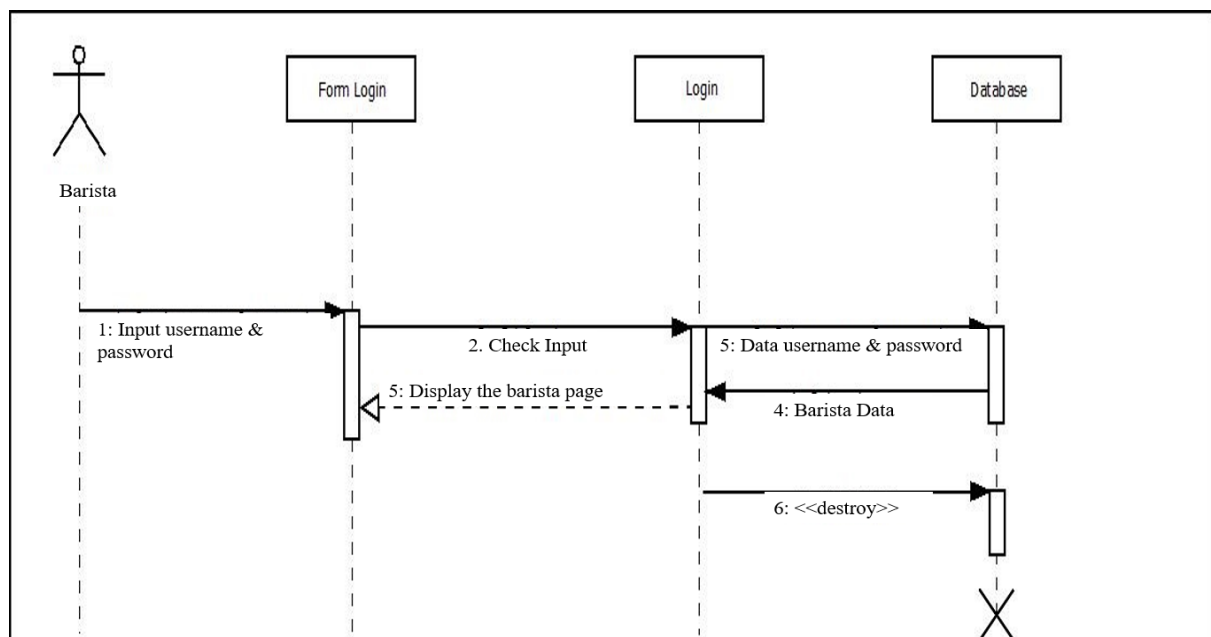 Form Login
Login
Database
Barista
1: Input username &
password
2. Check Input
5: Data username & password
5: Display the barista page
4: Barista Data
6: <<destroy>>